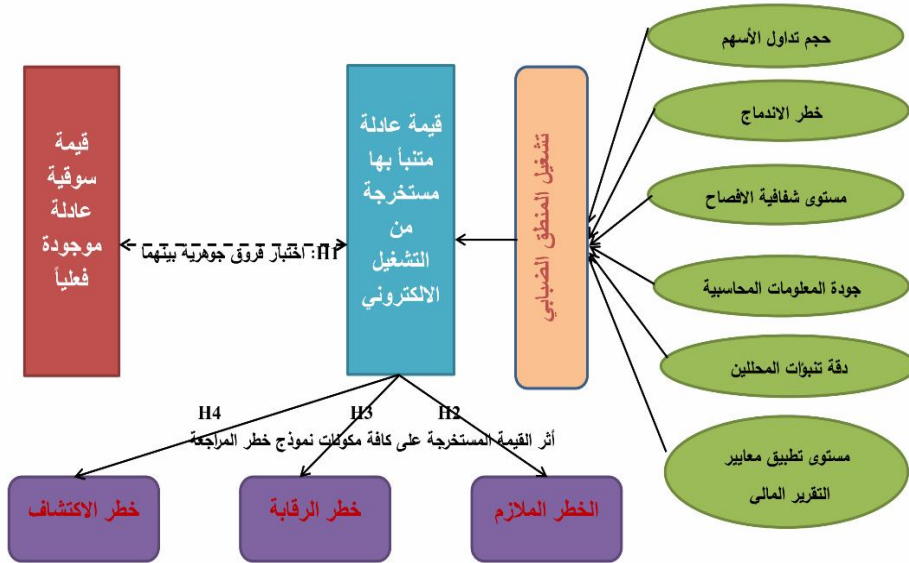 حجم تداول الأسهم
خطر الاندماج
مستوى شفافية الافصاح
جودة المعلومات المحاسبية
دقة تنبؤات المحللين
مستوى تطبيق معايير
التقرير المالى
تشغيل المنطق الضبابي
قيمة عادلة
متنبأ بها
مستخرجة
من
التشغيل
الالكتروني
H1: اختبار فروق جوهرية بينهما
قيمة
سوقية
عادلة
موجودة
فعلياً
H2
H3
H4
أثر القيمة المستخرجة على كافة مكونات نموذج خطر المراجعة
الخطر الملازم
خطر الرقابة
خطر الاكتشاف